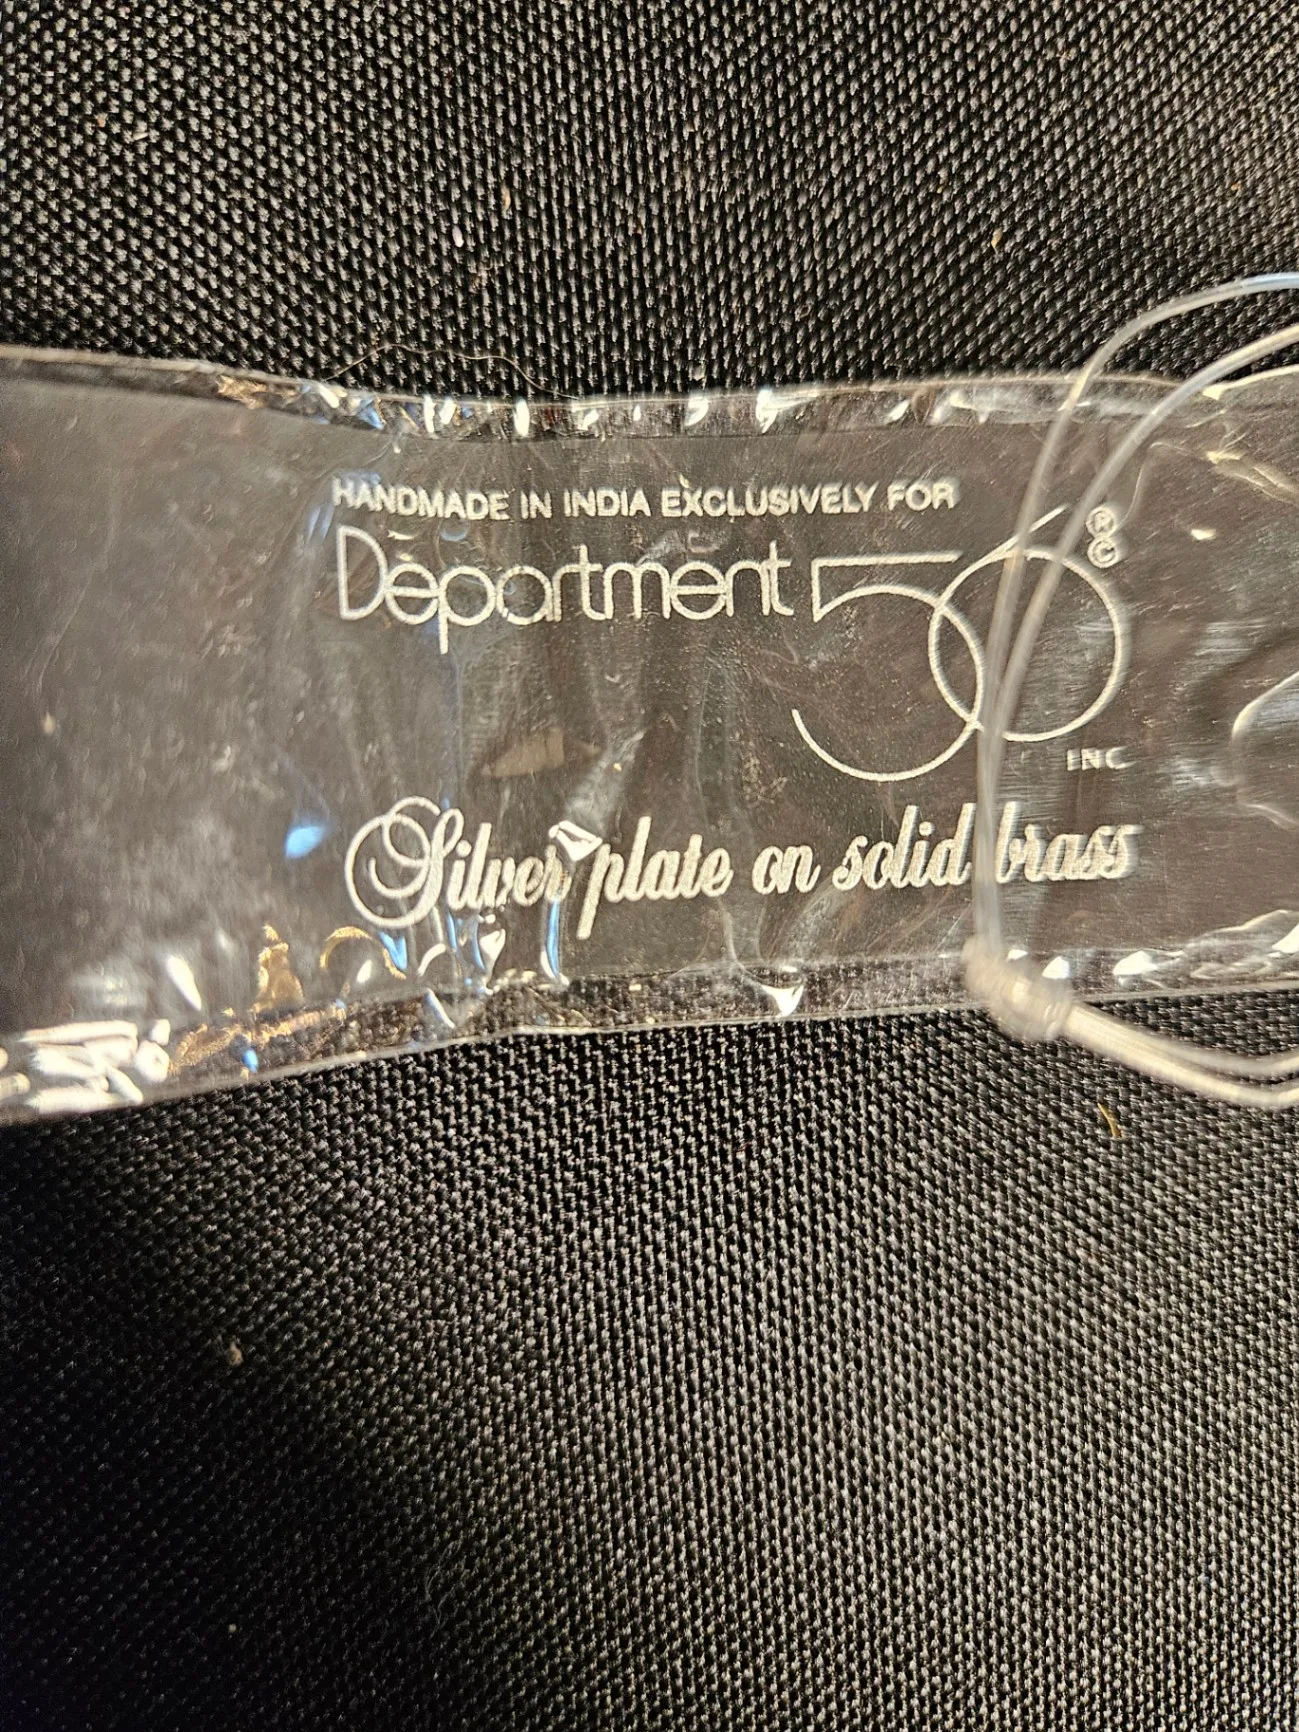 HANDMADE IN INDIA EXCLUSIVELY FOR
Department 56 ® ©
INC
Silver plate on solid brass